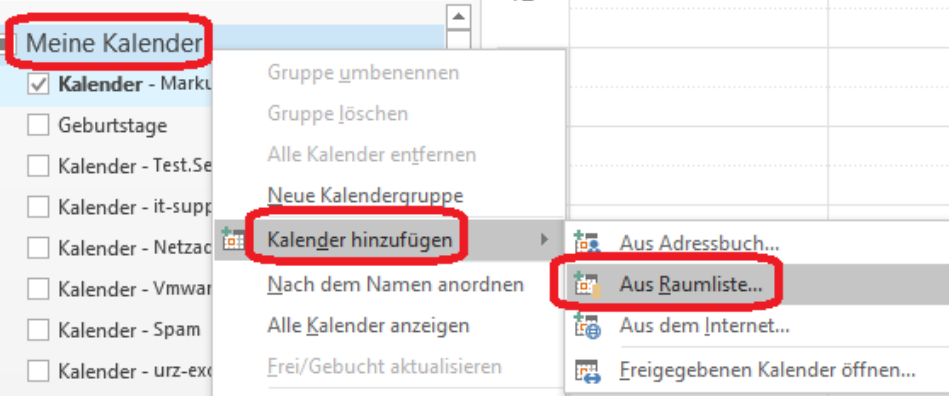 Meine Kalender
Kalender - Marku
Geburtstage
Kalender - Test.Se
Kalender - it-supp
Kalender - Netzad
Kalender - Vmwar
Kalender - Spam
Kalender - urz-exc
Gruppe umbenennen
Gruppe löschen
Alle Kalender entfernen
Neue Kalendergruppe
Kalender hinzufügen
Nach dem Namen anordnen
Alle Kalender anzeigen
Frei/Gebucht aktualisieren
Aus Adressbuch...
Aus Raumliste...
Aus dem Internet...
Freigegebenen Kalender öffnen...